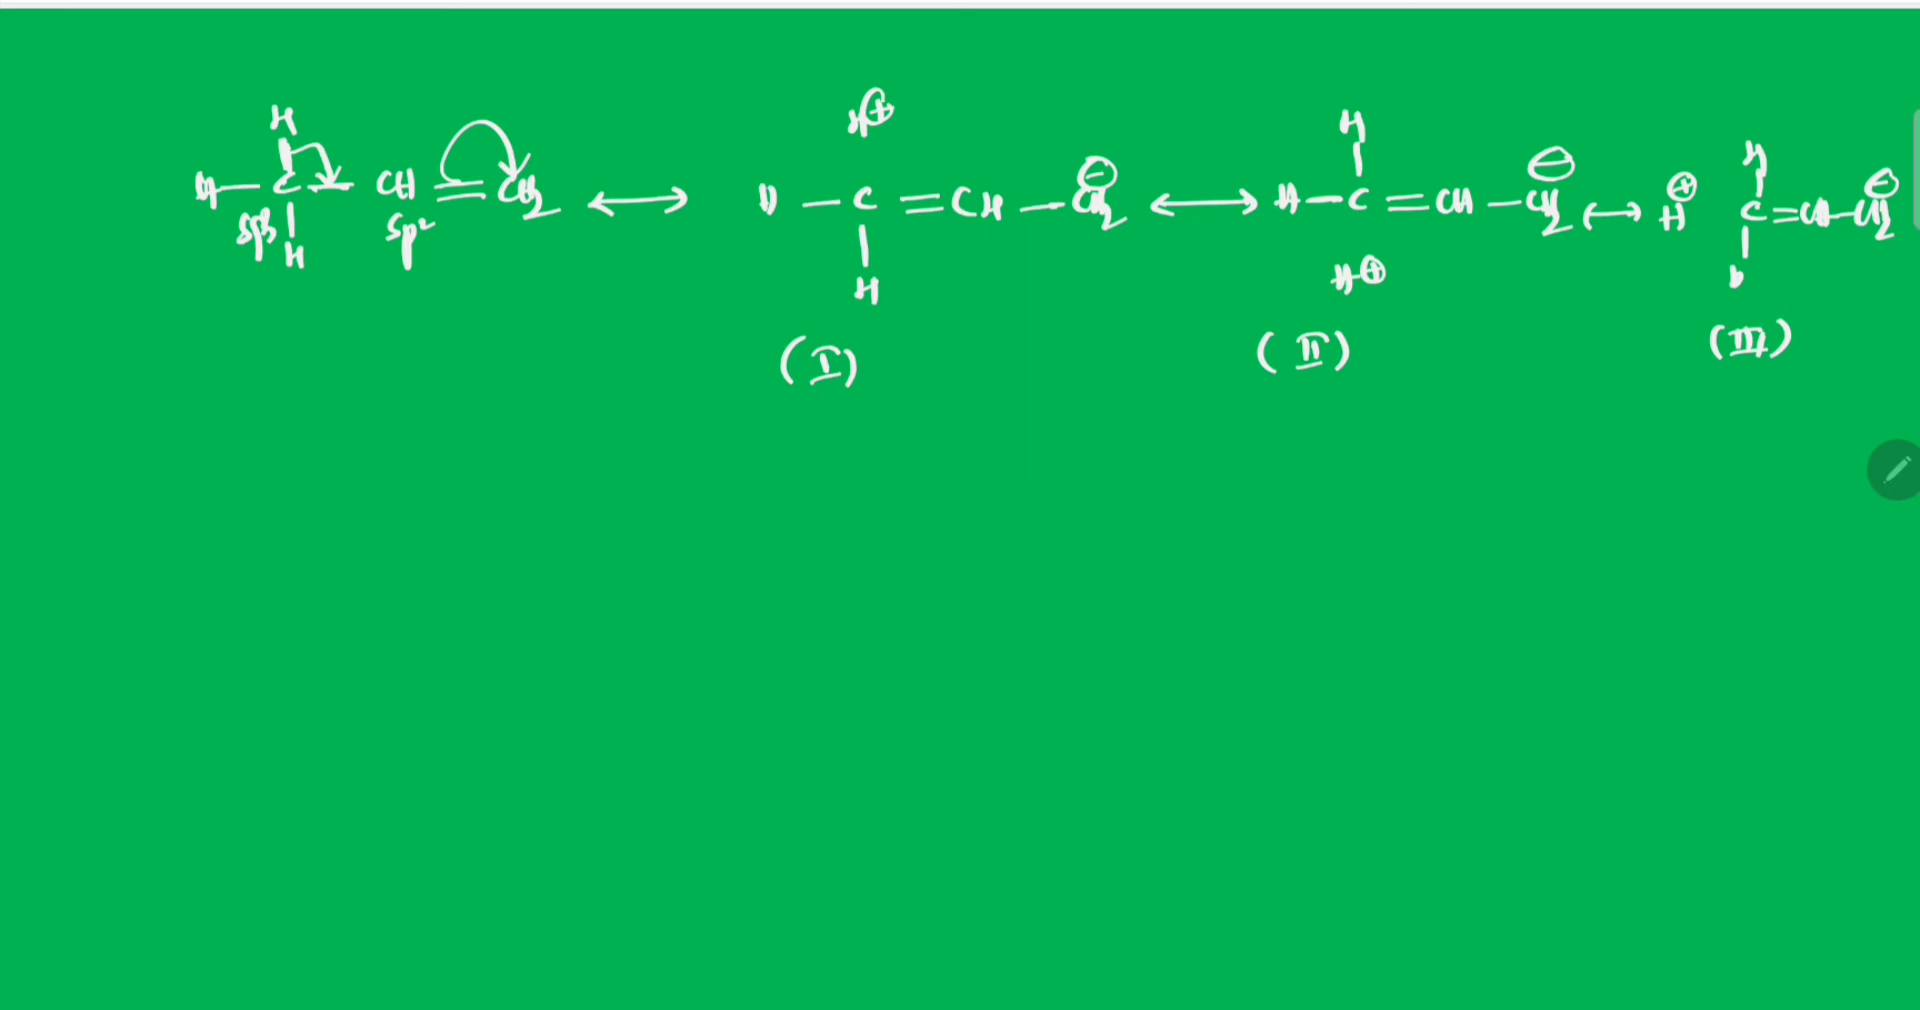 H H⊕ H H
H – C – CH = CH₂ ⟷ H – C = CH – CH₂⊖ ⟷ H – C = CH – CH₂⊖ ⟷ H⊕ C = CH – CH₂⊖
sp³ H sp² H H⊕ H
(I) (II) (III)